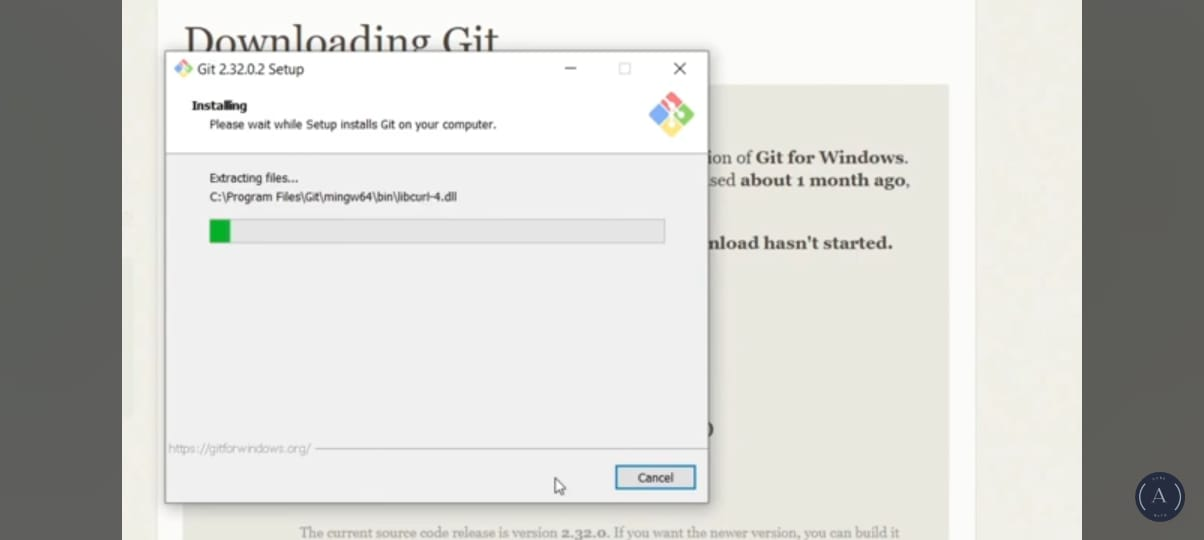 Downloading Git
Git 2.32.0.2 Setup
Installing
Please wait while Setup installs Git on your computer.
Extracting files...
C:\Program Files\Git\mingw64\bin\libcurl-4.dll
ion of Git for Windows.
sed about 1 month ago,
nload hasn't started.
https://gitforwindows.org/
Cancel
The current source code release is version 2.32.0. If you want the newer version, you can build it
A